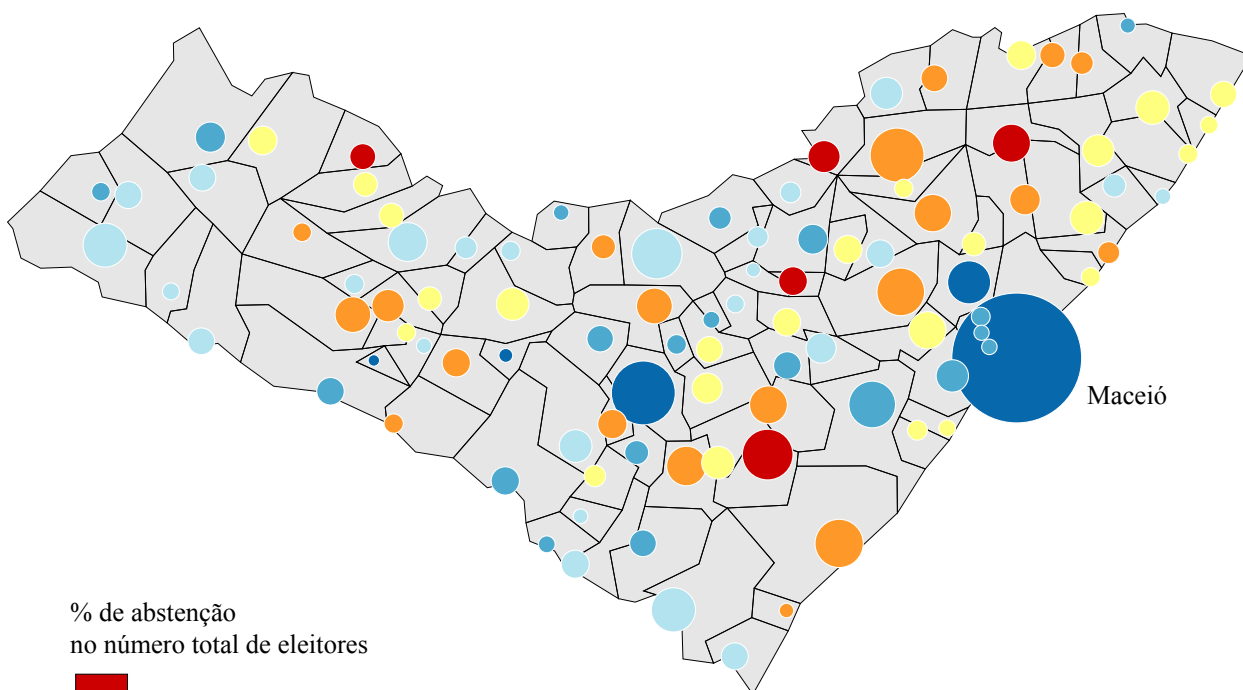 Maceió
% de abstenção
no número total de eleitores